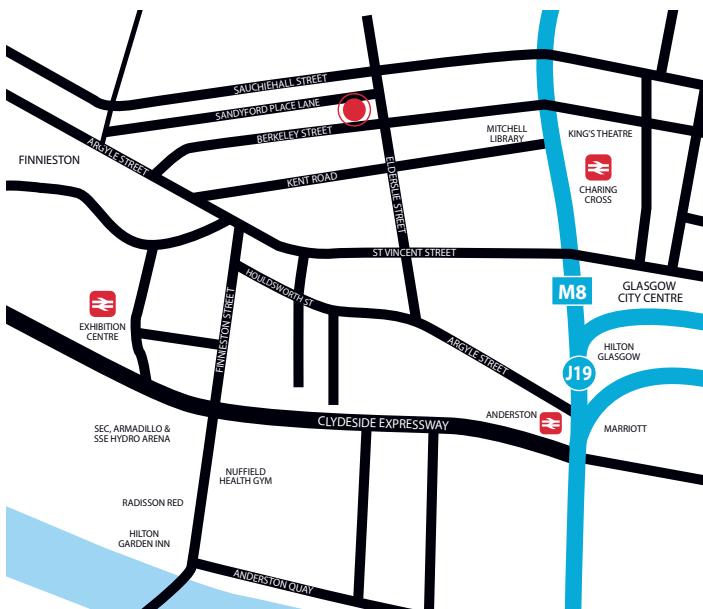 SAUCHIEHALL STREET
SANDYFORD PLACE LANE
BERKELEY STREET
MITCHELL
LIBRARY
KING'S THEATRE
ARGYLE STREET
FINNIESTON
KENT ROAD
ELDERSLIE STREET
CHARING
CROSS
ST VINCENT STREET
HOULDSWORTH ST
M8
GLASGOW
CITY CENTRE
FINNIESTON STREET
EXHIBITION
CENTRE
ARGYLE STREET
HILTON
GLASGOW
J19
CLYDESIDE EXPRESSWAY
ANDERSTON
MARRIOTT
SEC, ARMADILLO &
SSE HYDRO ARENA
NUFFIELD
HEALTH GYM
RADISSON RED
HILTON
GARDEN INN
ANDERSTON QUAY